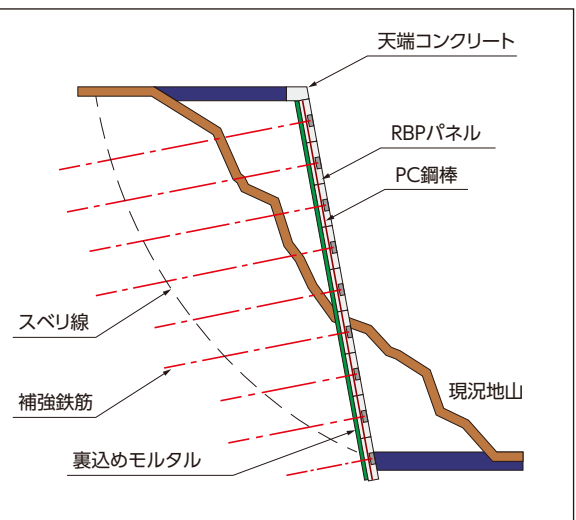 天端コンクリート
RBPパネル
PC鋼棒
スベリ線
現況地山
補強鉄筋
裏込めモルタル